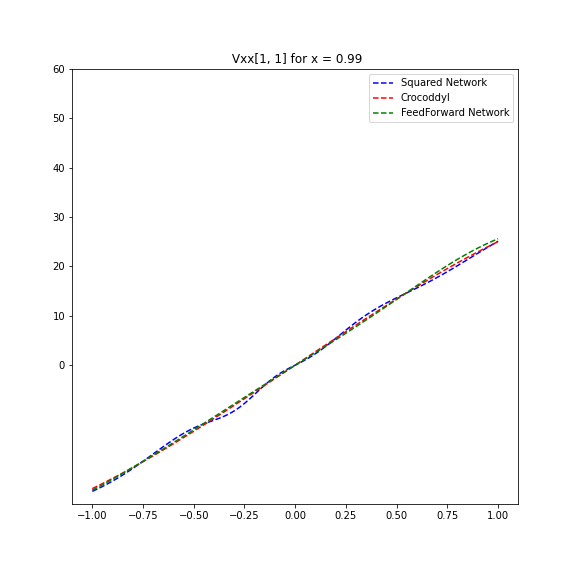 Vxx[1, 1] for x = 0.99
Squared Network
Crocoddyl
FeedForward Network
60
50
40
30
20
10
0
−1.00 −0.75 −0.50 −0.25 0.00 0.25 0.50 0.75 1.00